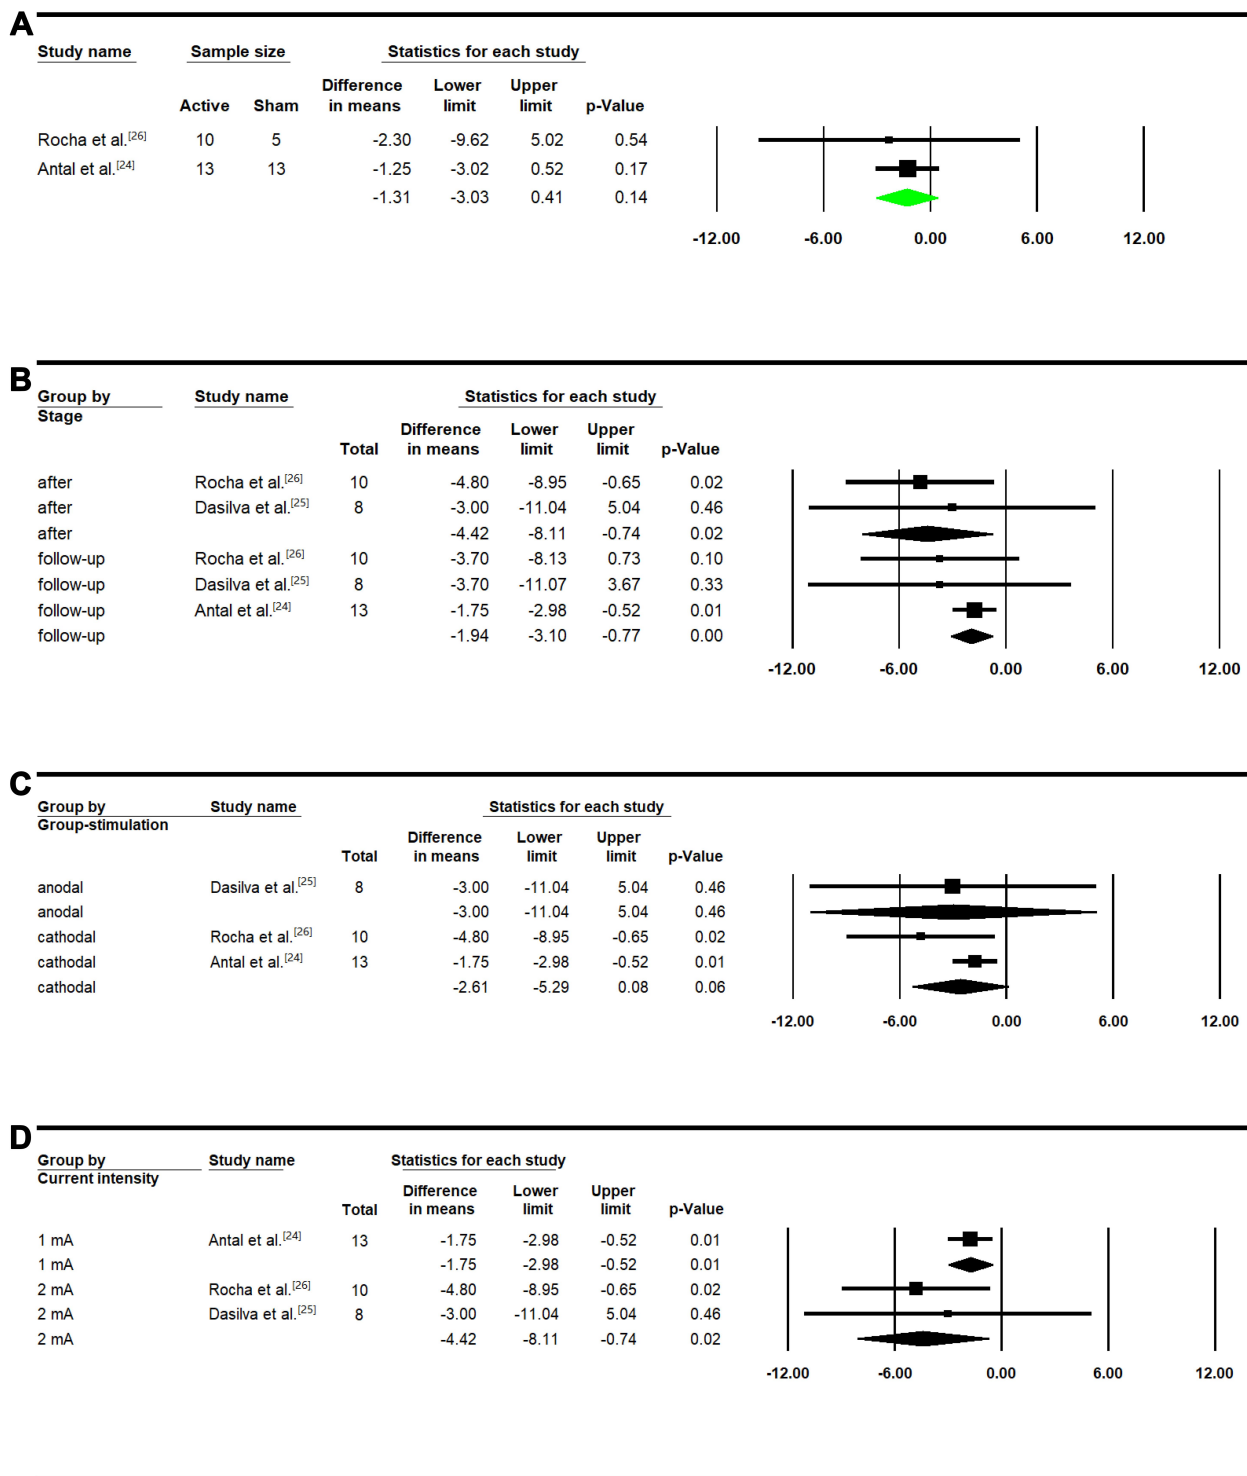 A
Study name Sample size Statistics for each study
Difference Lower Upper
Active Sham in means limit limit p-Value
Rocha et al.[26] 10 5 -2.30 -9.62 5.02 0.54
Antal et al.[24] 13 13 -1.25 -3.02 0.52 0.17
-1.31 -3.03 0.41 0.14
-12.00 -6.00 0.00 6.00 12.00
B
Group by Study name Statistics for each study
Stage
Difference Lower Upper
Total in means limit limit p-Value
after Rocha et al.[26] 10 -4.80 -8.95 -0.65 0.02
after Dasilva et al.[25] 8 -3.00 -11.04 5.04 0.46
after -4.42 -8.11 -0.74 0.02
follow-up Rocha et al.[26] 10 -3.70 -8.13 0.73 0.10
follow-up Dasilva et al.[25] 8 -3.70 -11.07 3.67 0.33
follow-up Antal et al.[24] 13 -1.75 -2.98 -0.52 0.01
follow-up -1.94 -3.10 -0.77 0.00
-12.00 -6.00 0.00 6.00 12.00
C
Group by Study name Statistics for each study
Group-stimulation
Difference Lower Upper
Total in means limit limit p-Value
anodal Dasilva et al.[25] 8 -3.00 -11.04 5.04 0.46
anodal -3.00 -11.04 5.04 0.46
cathodal Rocha et al.[26] 10 -4.80 -8.95 -0.65 0.02
cathodal Antal et al.[24] 13 -1.75 -2.98 -0.52 0.01
cathodal -2.61 -5.29 0.08 0.06
-12.00 -6.00 0.00 6.00 12.00
D
Group by Study name Statistics for each study
Current intensity
Difference Lower Upper
Total in means limit limit p-Value
1 mA Antal et al.[24] 13 -1.75 -2.98 -0.52 0.01
1 mA -1.75 -2.98 -0.52 0.01
2 mA Rocha et al.[26] 10 -4.80 -8.95 -0.65 0.02
2 mA Dasilva et al.[25] 8 -3.00 -11.04 5.04 0.46
2 mA -4.42 -8.11 -0.74 0.02
-12.00 -6.00 0.00 6.00 12.00